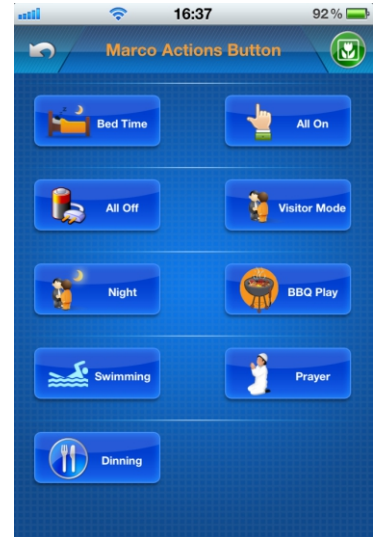 16:37
92%
Marco Actions Button
Bed Time
All On
All Off
Visitor Mode
Night
BBQ Play
Swimming
Prayer
Dinning